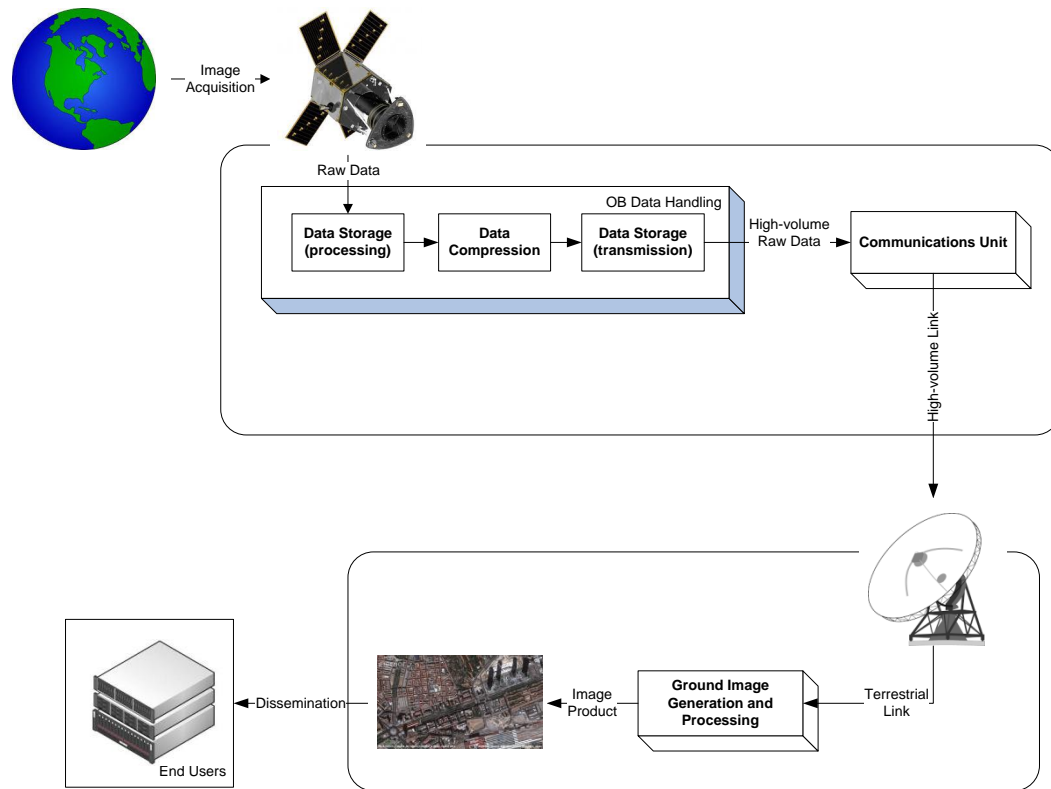 Image
Acquisition
Raw Data
OB Data Handling
Data Storage
(processing)
Data
Compression
Data Storage
(transmission)
High-volume
Raw Data
Communications Unit
High-volume Link
Terrestrial
Link
Ground Image
Generation and
Processing
Image
Product
Dissemination
End Users